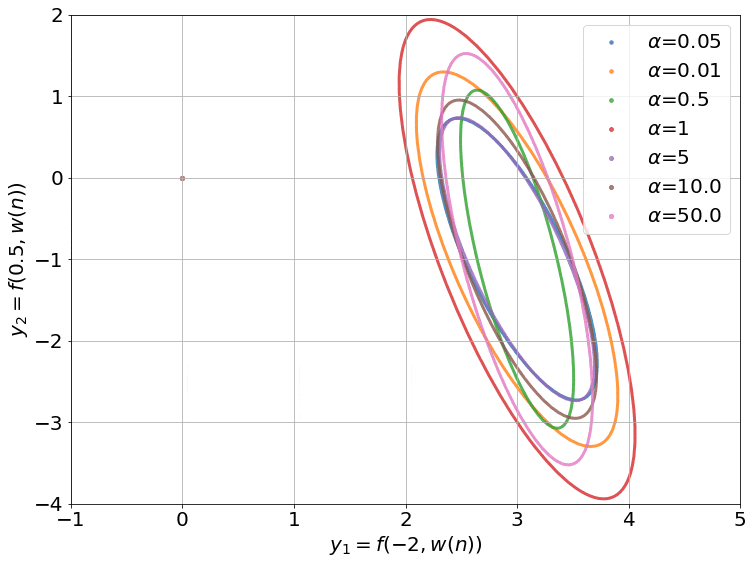 2
1
0
−1
−2
−3
−4
y₂ = f(0.5, w(n))
α=0.05
α=0.01
α=0.5
α=1
α=5
α=10.0
α=50.0
−1 0 1 2 3 4 5
y₁ = f(−2, w(n))